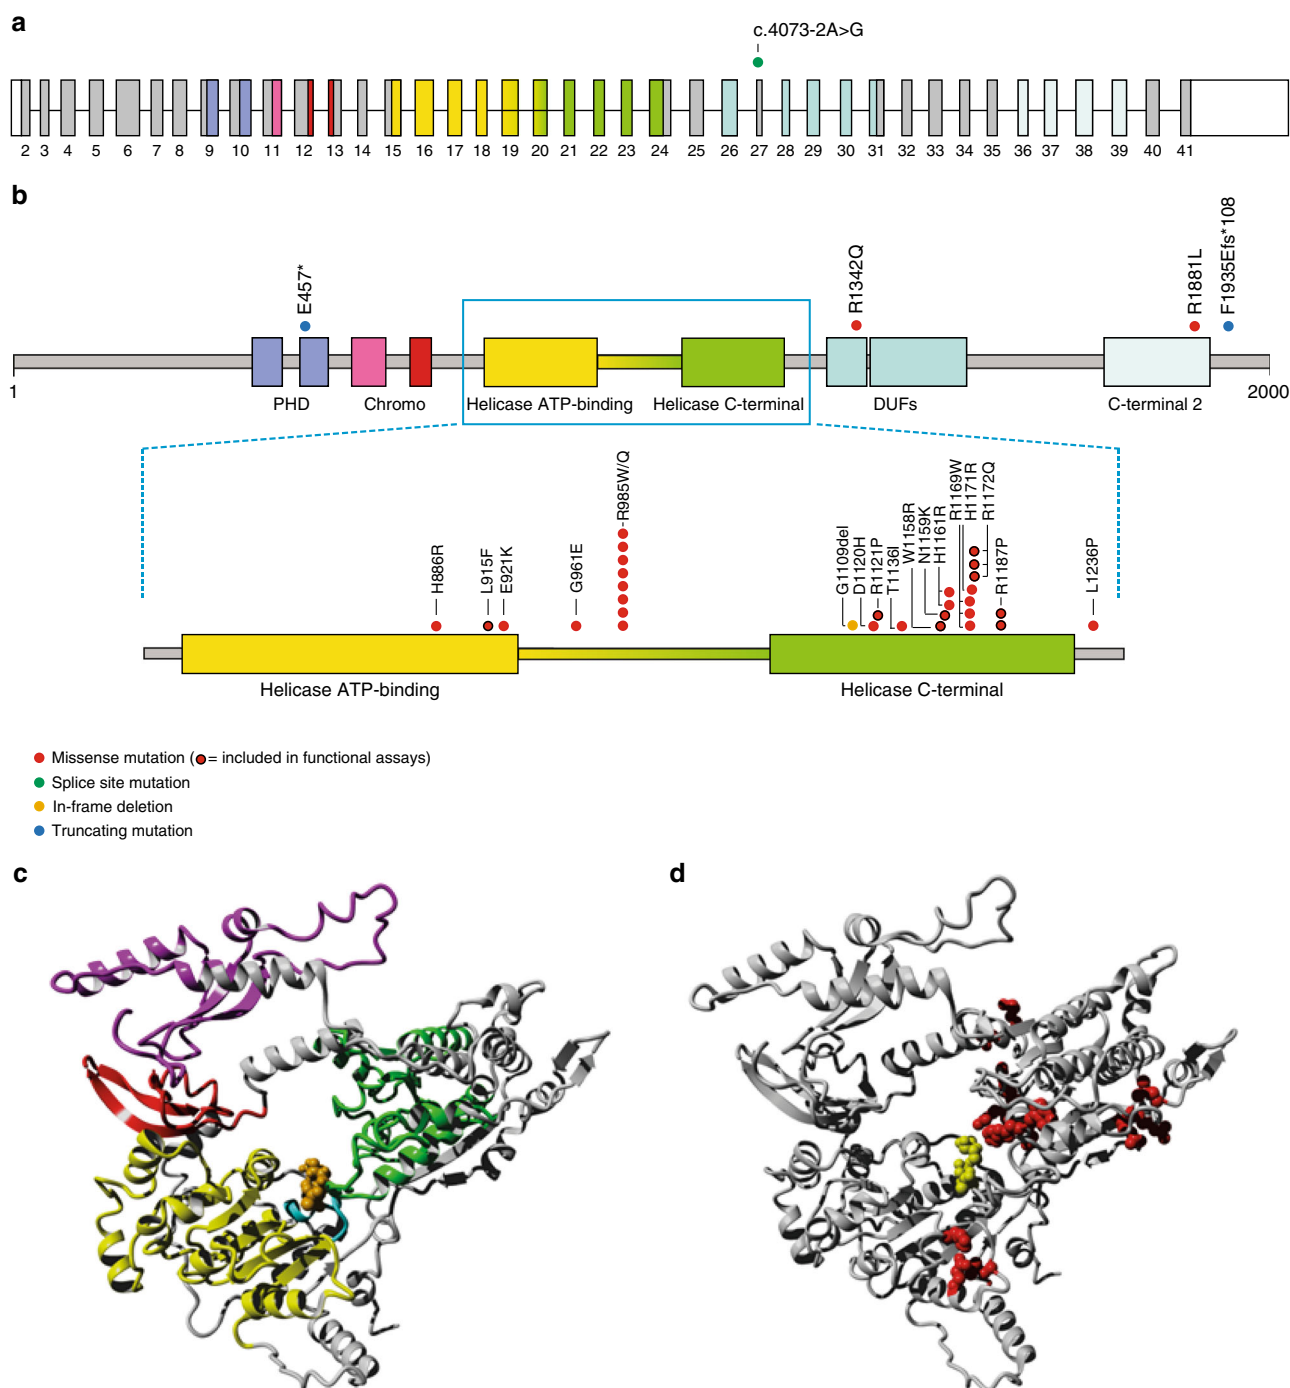 a
c.4073-2A>G
2 3 4 5 6 7 8 9 10 11 12 13 14 15 16 17 18 19 20 21 22 23 24 25 26 27 28 29 30 31 32 33 34 35 36 37 38 39 40 41
b
E457*
R1342Q
R1881L
F1935Efs*108
1
2000
PHD
Chromo
Helicase ATP-binding
Helicase C-terminal
DUFs
C-terminal 2
H886R
L915F
E921K
G961E
R985W/Q
G1109del
D1120H
R1121P
T1136I
W1158R
N1159K
H1161R
R1169W
H1171R
R1172Q
R1187P
L1236P
Helicase ATP-binding
Helicase C-terminal
Missense mutation (= included in functional assays)
Splice site mutation
In-frame deletion
Truncating mutation
c
d